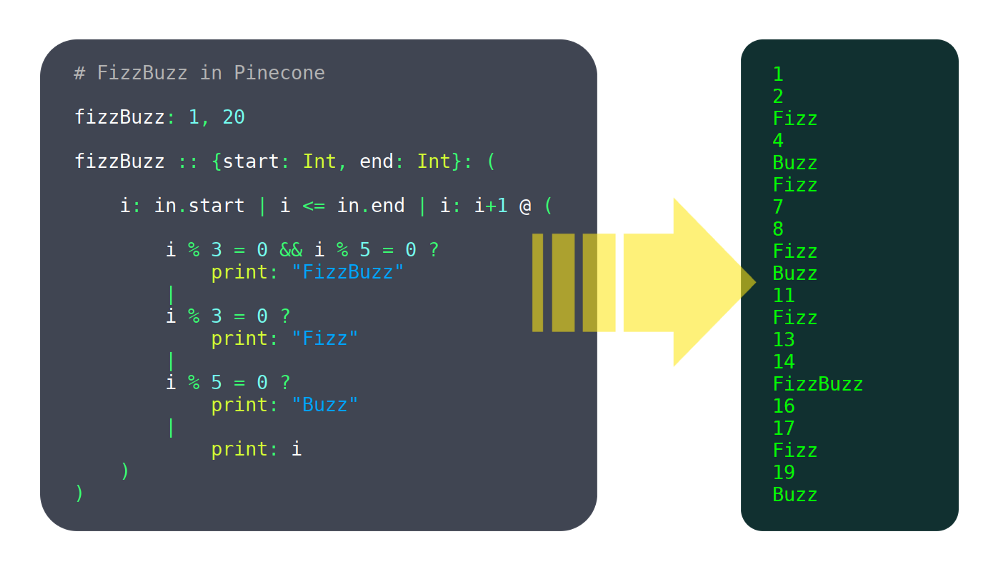 # FizzBuzz in Pinecone
fizzBuzz: 1, 20
fizzBuzz :: {start: Int, end: Int}: (
i: in.start | i <= in.end | i: i+1 @ (
i % 3 = 0 && i % 5 = 0 ?
print: "FizzBuzz"
|
i % 3 = 0 ?
print: "Fizz"
|
i % 5 = 0 ?
print: "Buzz"
|
print: i
)
)
1
2
Fizz
4
Buzz
Fizz
7
8
Fizz
Buzz
11
Fizz
13
14
FizzBuzz
16
17
Fizz
19
Buzz